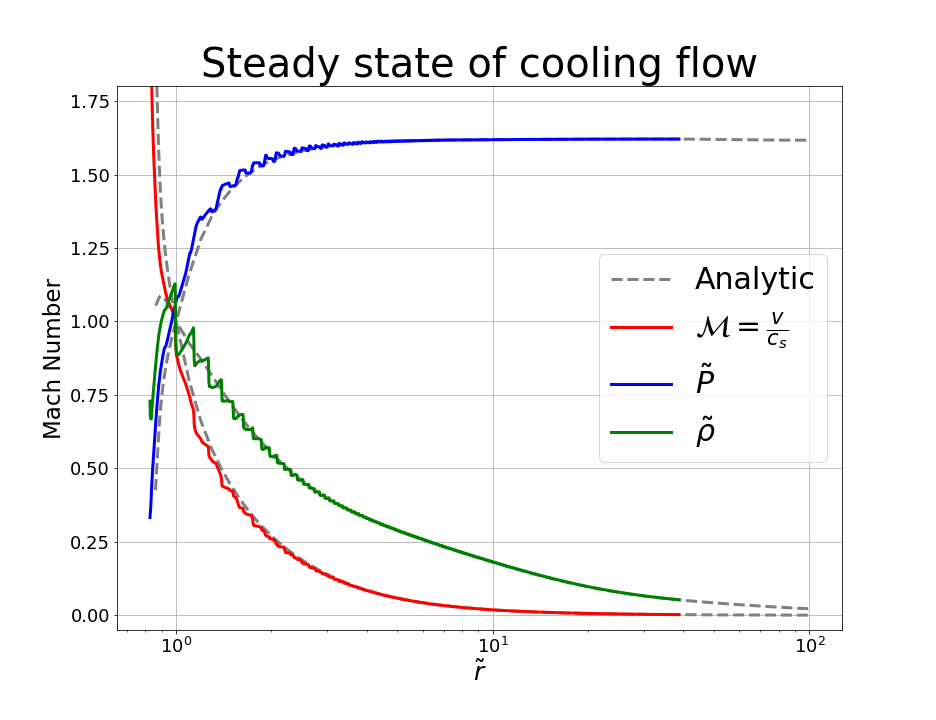 Steady state of cooling flow
Mach Number
1.75
1.50
1.25
1.00
0.75
0.50
0.25
0.00
10⁰
10¹
10²
r̃
Analytic
ℳ = v/cₛ
P̃
ρ̃